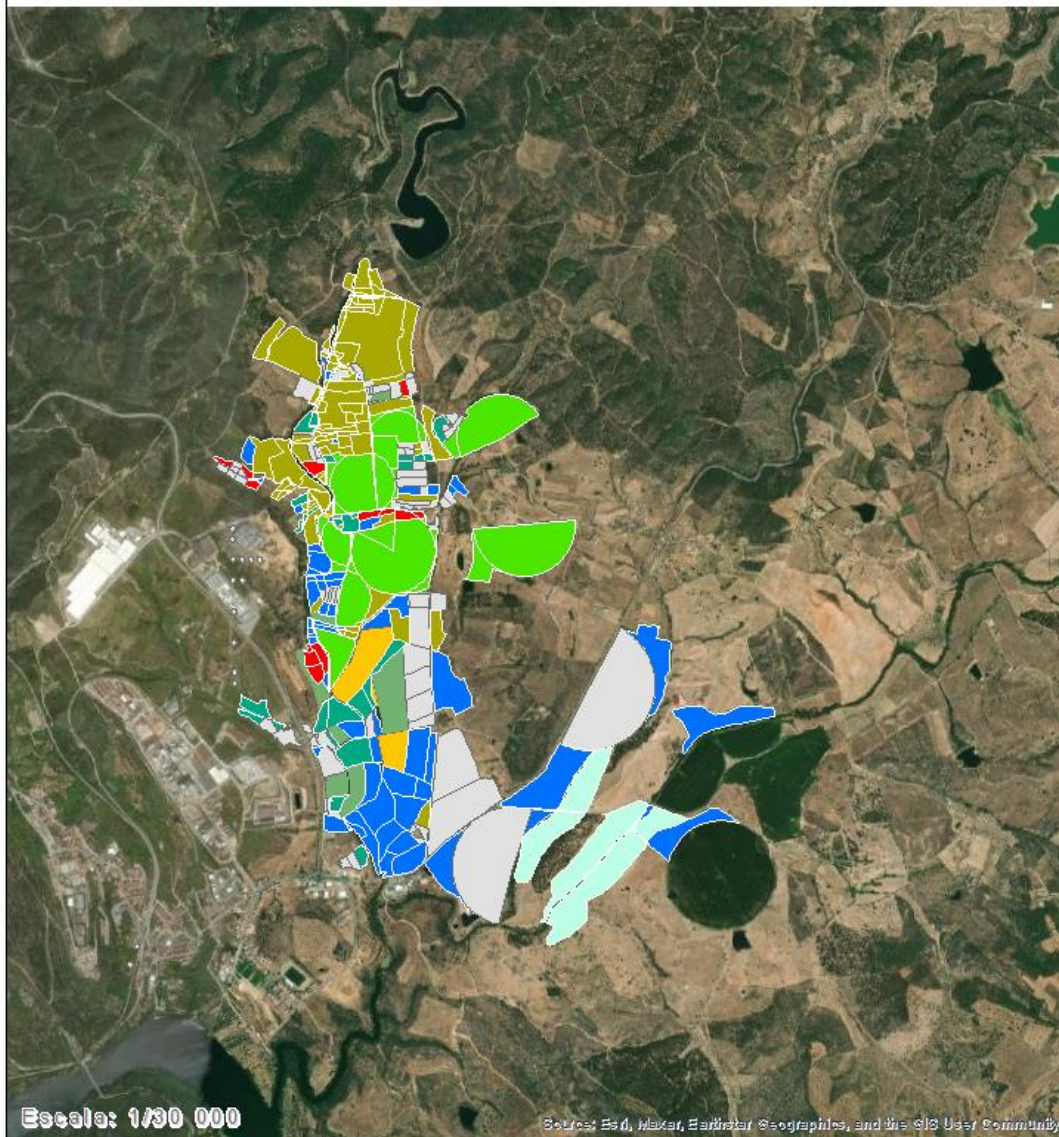 Escala: 1/30 000
Source: Esri, Maxar, Earthstar Geographics, and the GIS User Community